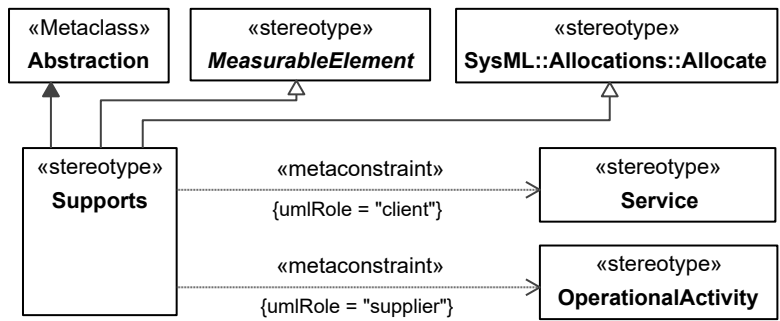 «Metaclass»
Abstraction
«stereotype»
MeasurableElement
«stereotype»
SysML::Allocations::Allocate
«stereotype»
Supports
«metaconstraint»
{umlRole = "client"}
«stereotype»
Service
«metaconstraint»
{umlRole = "supplier"}
«stereotype»
OperationalActivity